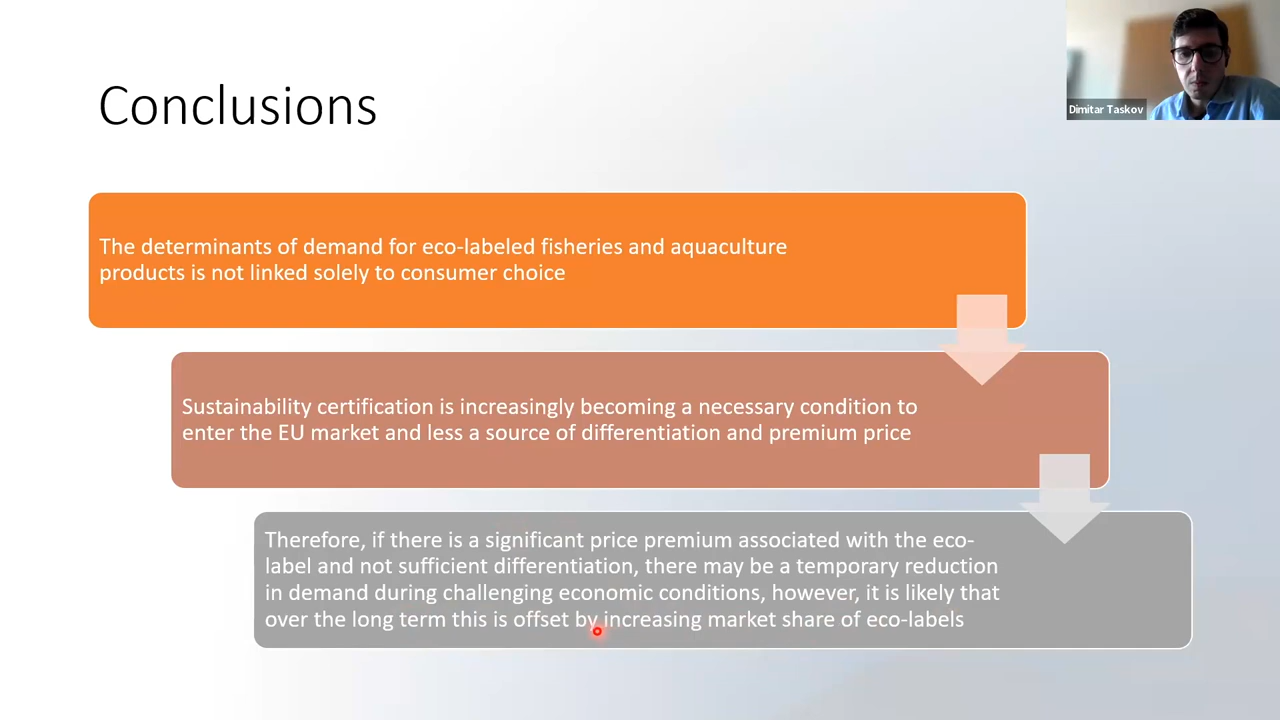 Dimitar Taskov
Conclusions
The determinants of demand for eco-labeled fisheries and aquaculture
products is not linked solely to consumer choice
Sustainability certification is increasingly becoming a necessary condition to
enter the EU market and less a source of differentiation and premium price
Therefore, if there is a significant price premium associated with the eco-
label and not sufficient differentiation, there may be a temporary reduction
in demand during challenging economic conditions, however, it is likely that
over the long term this is offset by increasing market share of eco-labels